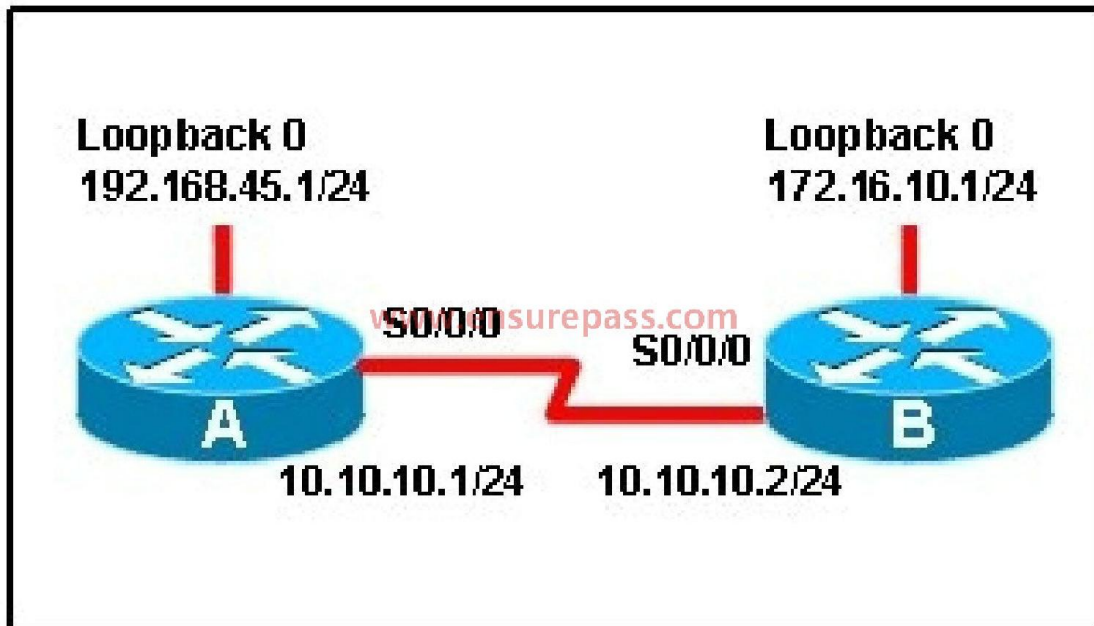 Loopback 0
192.168.45.1/24
Loopback 0
172.16.10.1/24
www.ensurepass.com
S0/0/0
S0/0/0
A
B
10.10.10.1/24
10.10.10.2/24